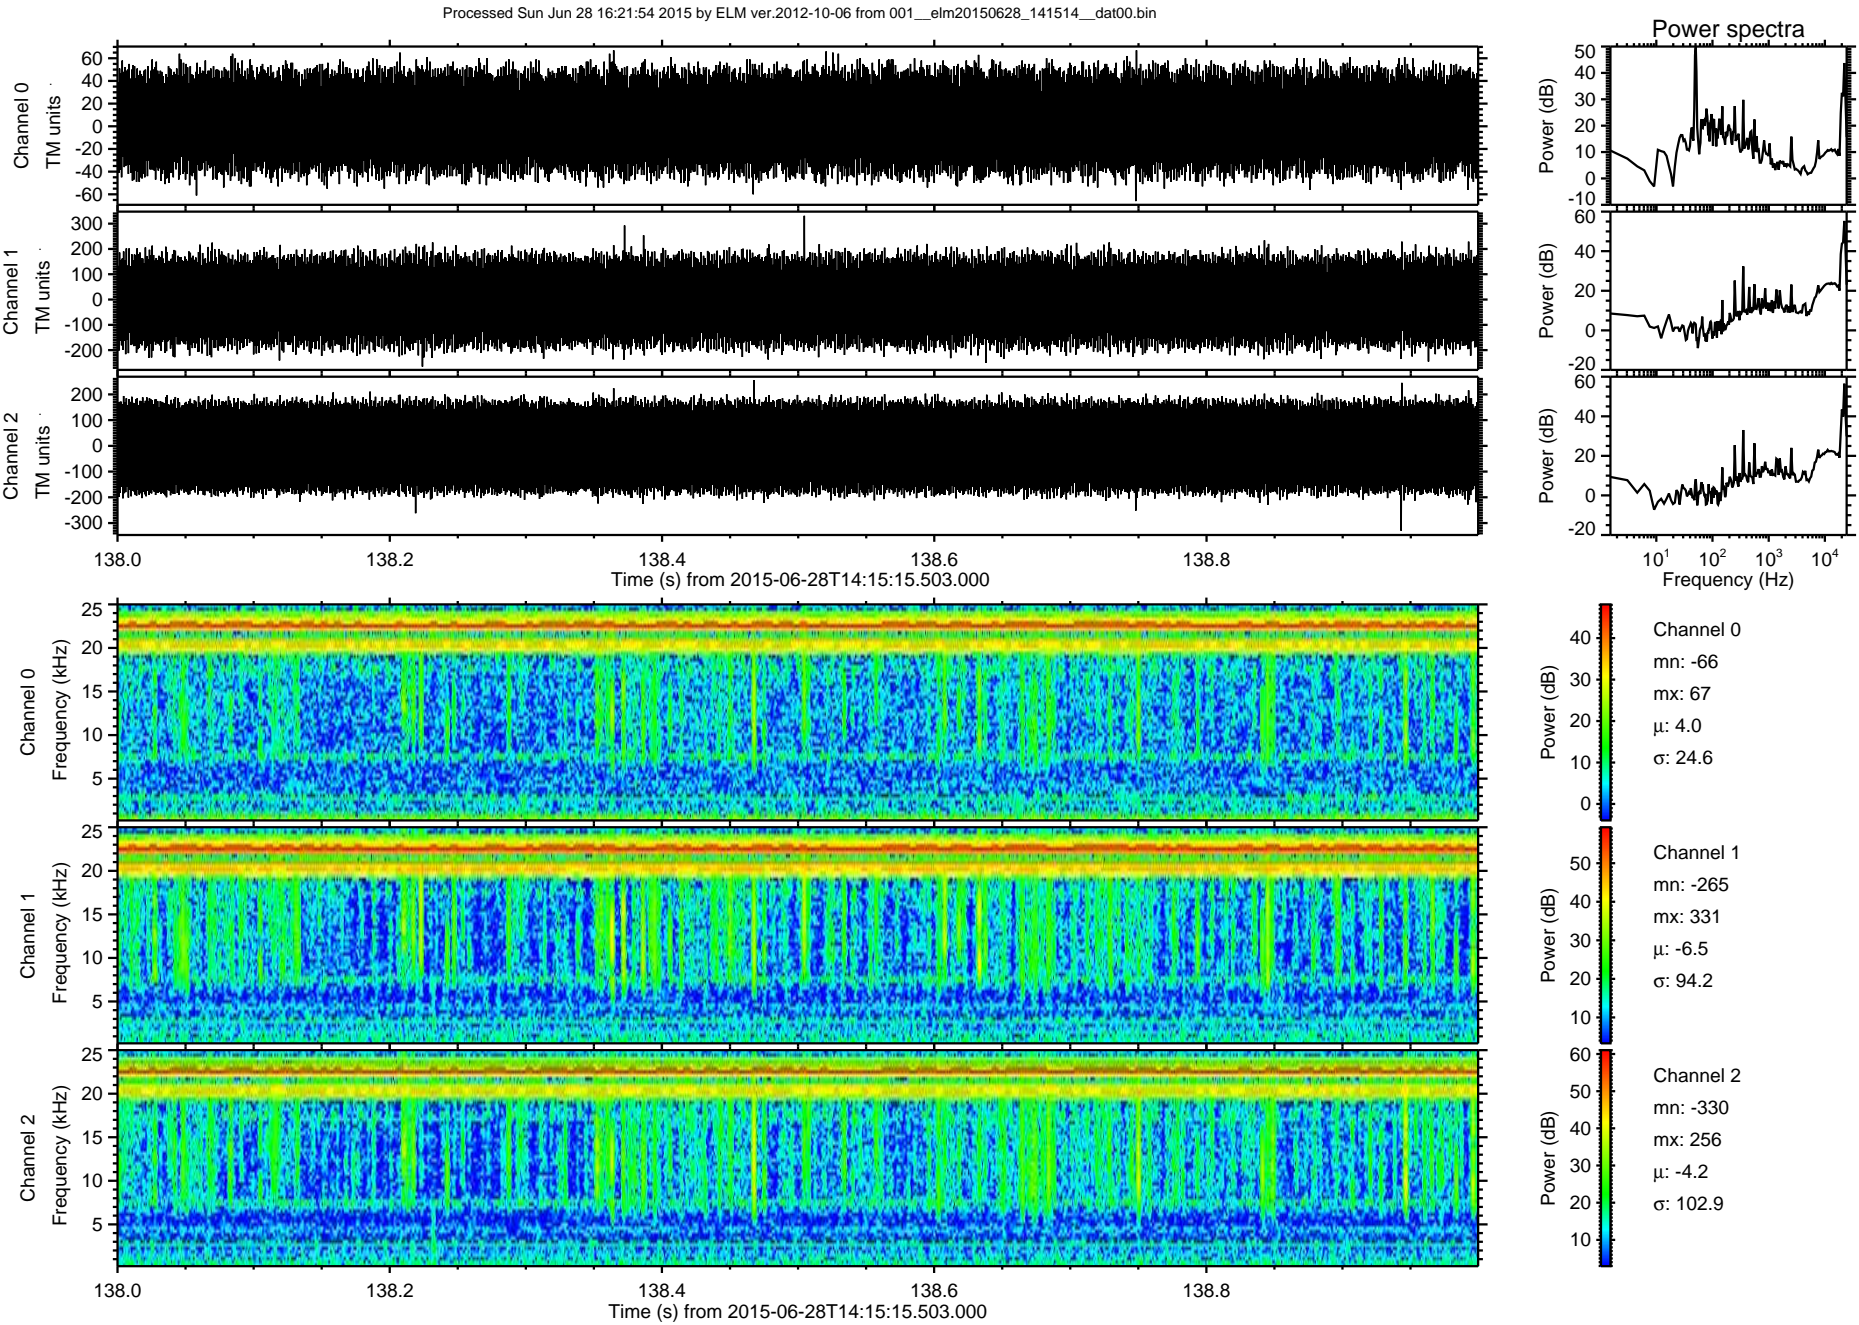 Processed Sun Jun 28 16:21:54 2015 by ELM ver.2012-10-06 from 001__elm20150628_141514__dat00.bin
Power spectra
Channel 0
TM units
60
40
20
0
-20
-40
-60
Power (dB)
50
40
30
20
10
0
-10
Channel 1
TM units
300
200
100
0
-100
-200
Power (dB)
60
40
20
0
-20
Channel 2
TM units
200
100
0
-100
-200
-300
Power (dB)
60
40
20
0
-20
138.0 138.2 138.4 138.6 138.8
Time (s) from 2015-06-28T14:15:15.503.000
10^1 10^2 10^3 10^4
Frequency (Hz)
Channel 0
Frequency (kHz)
25
20
15
10
5
Power (dB)
40
30
20
10
0
Channel 0
mn: -66
mx: 67
μ: 4.0
σ: 24.6
Channel 1
Frequency (kHz)
25
20
15
10
5
Power (dB)
50
40
30
20
10
Channel 1
mn: -265
mx: 331
μ: -6.5
σ: 94.2
Channel 2
Frequency (kHz)
25
20
15
10
5
Power (dB)
60
50
40
30
20
10
Channel 2
mn: -330
mx: 256
μ: -4.2
σ: 102.9
138.0 138.2 138.4 138.6 138.8
Time (s) from 2015-06-28T14:15:15.503.000